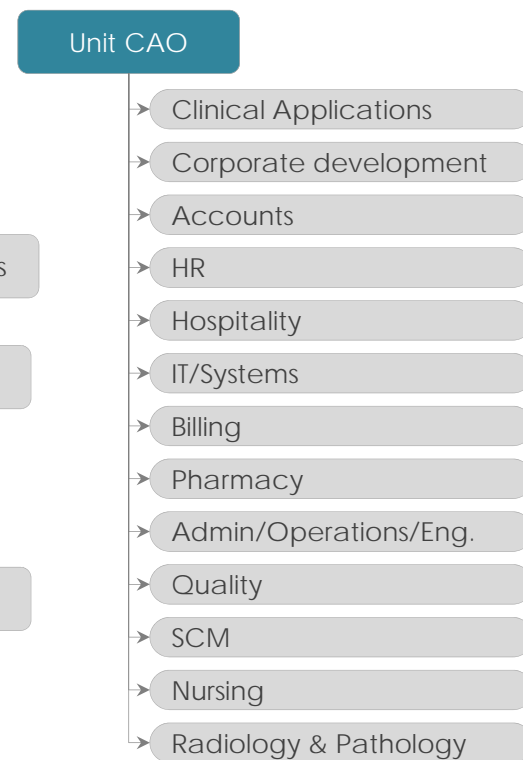 Unit CAO
Clinical Applications
Corporate development
Accounts
s
HR
Hospitality
IT/Systems
Billing
Pharmacy
Admin/Operations/Eng.
Quality
SCM
Nursing
Radiology & Pathology